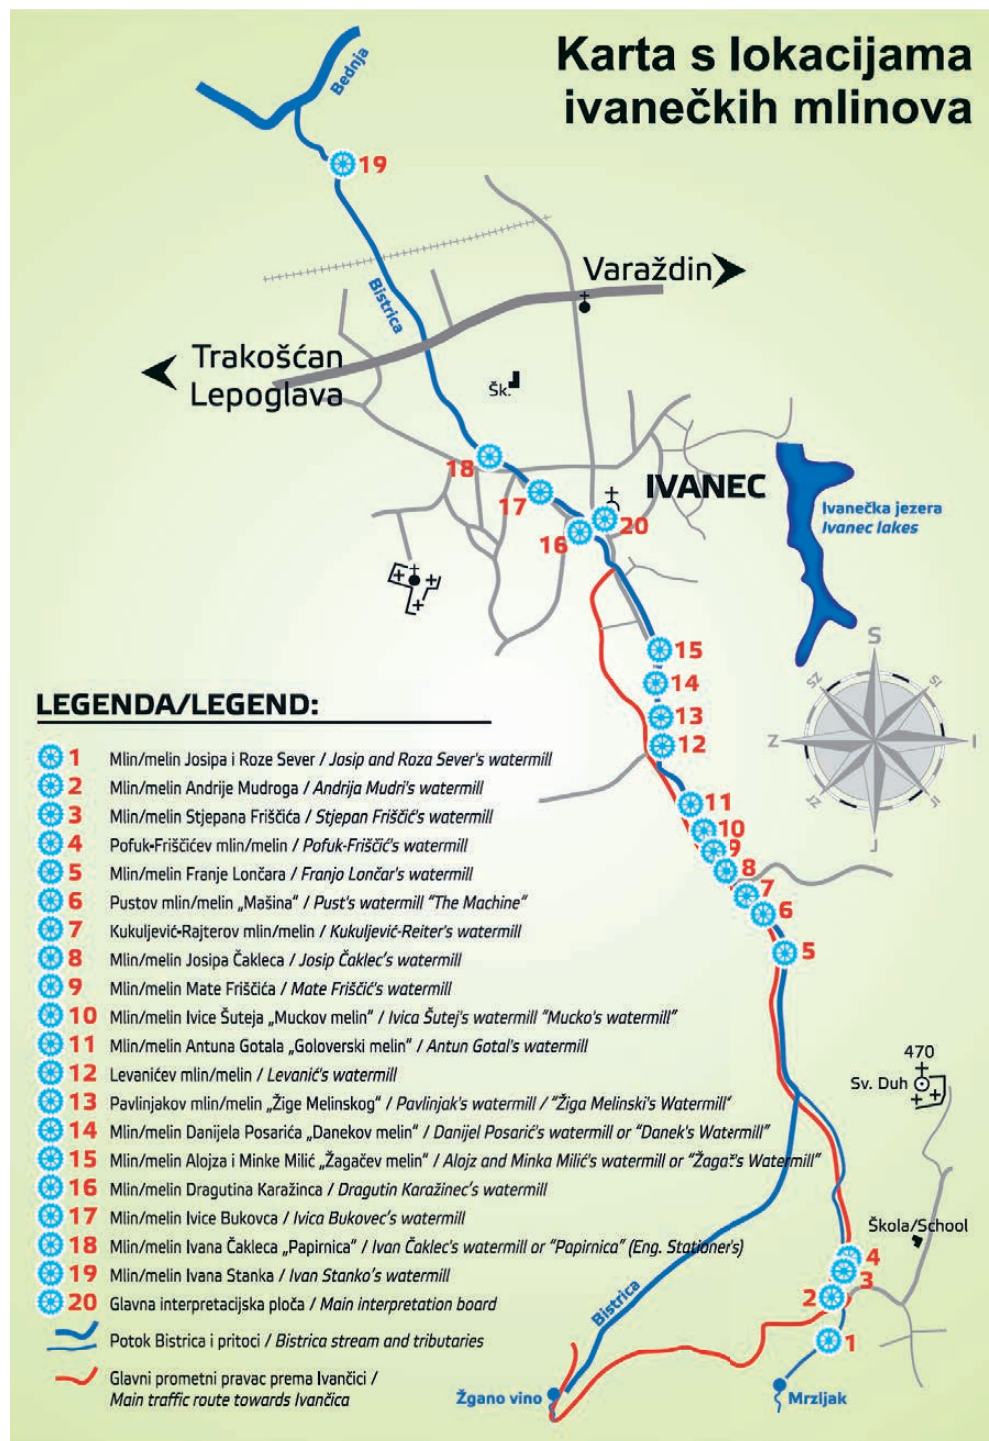 Karta s lokacijama
ivanečkih mlinova
Bednja
19
Varaždin
Bistrica
Trakošćan
Lepoglava
Šk.
18
IVANEC
17
20
16
Ivanečka jezera
Ivanec lakes
15
14
13
12
S
SZ
SI
Z
I
JZ
JI
J
11
10
9
8
7
6
5
LEGENDA/LEGEND:
1 Mlin/melin Josipa i Roze Sever / Josip and Roza Sever's watermill
2 Mlin/melin Andrije Mudroga / Andrija Mudri's watermill
3 Mlin/melin Stjepana Friščića / Stjepan Friščić's watermill
4 Pofuk-Friščićev mlin/melin / Pofuk-Friščić's watermill
5 Mlin/melin Franje Lončara / Franjo Lončar's watermill
6 Pustov mlin/melin „Mašina“ / Pust's watermill “The Machine”
7 Kukuljević-Rajterov mlin/melin / Kukuljević-Reiter's watermill
8 Mlin/melin Josipa Čakleca / Josip Čaklec's watermill
9 Mlin/melin Mate Friščića / Mate Friščić's watermill
10 Mlin/melin Ivice Šuteja „Muckov melin“ / Ivica Šutej's watermill “Mucko's watermill”
11 Mlin/melin Antuna Gotala „Goloverski melin“ / Antun Gotal's watermill
12 Levanićev mlin/melin / Levanić's watermill
13 Pavlinjakov mlin/melin „Žige Melinskog“ / Pavlinjak's watermill / “Žiga Melinski's Watermill”
14 Mlin/melin Danijela Posarića „Danekov melin“ / Danijel Posarić's watermill or “Danek's Watermill”
15 Mlin/melin Alojza i Minke Milić „Žagačev melin“ / Alojz and Minka Milić's watermill or Watermill”
16 Mlin/melin Dragutina Karažinca / Dragutin Karažinec's watermill
17 Mlin/melin Ivice Bukovca / Ivica Bukovec's watermill
18 Mlin/melin Ivana Čakleca „Papirnica“ / Ivan Čaklec's watermill or “Papirnica” (Eng. Stationer's)
19 Mlin/melin Ivana Stanka / Ivan Stanko's watermill
20 Glavna interpretacijska ploča / Main interpretation board
Potok Bistrica i pritoci / Bistrica stream and tributaries
Glavni prometni pravac prema Ivančici /
Main traffic route towards Ivančica
470
Sv. Duh
Škola/School
4
3
2
1
Bistrica
Žgano vino
Mrzljak